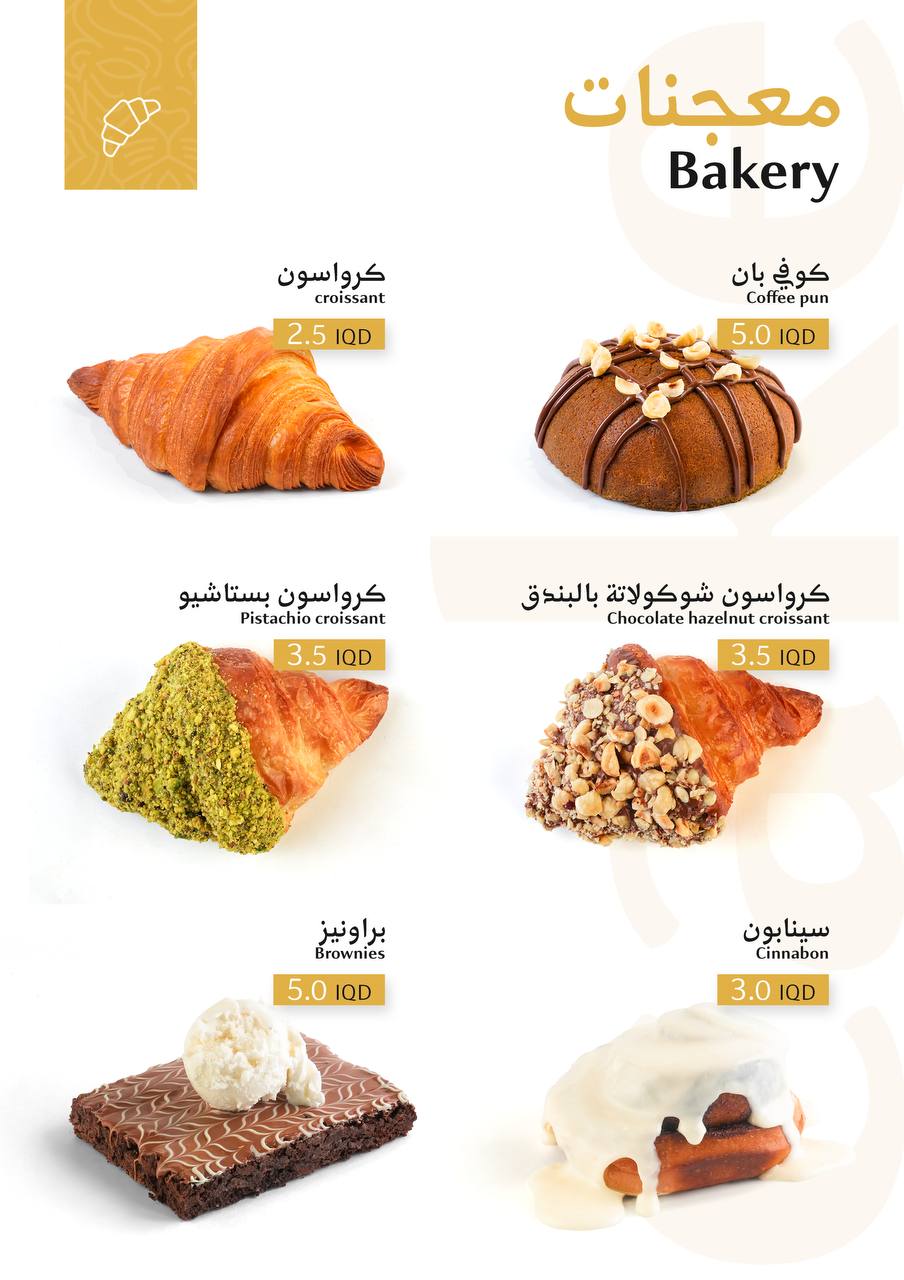 معجنات
Bakery
كرواسون
croissant
2.5 IQD
كوفي بان
Coffee pun
5.0 IQD
كرواسون بستاشيو
Pistachio croissant
3.5 IQD
كرواسون شوكولاتة بالبندق
Chocolate hazelnut croissant
3.5 IQD
براونيز
Brownies
5.0 IQD
سينابون
Cinnabon
3.0 IQD
cake